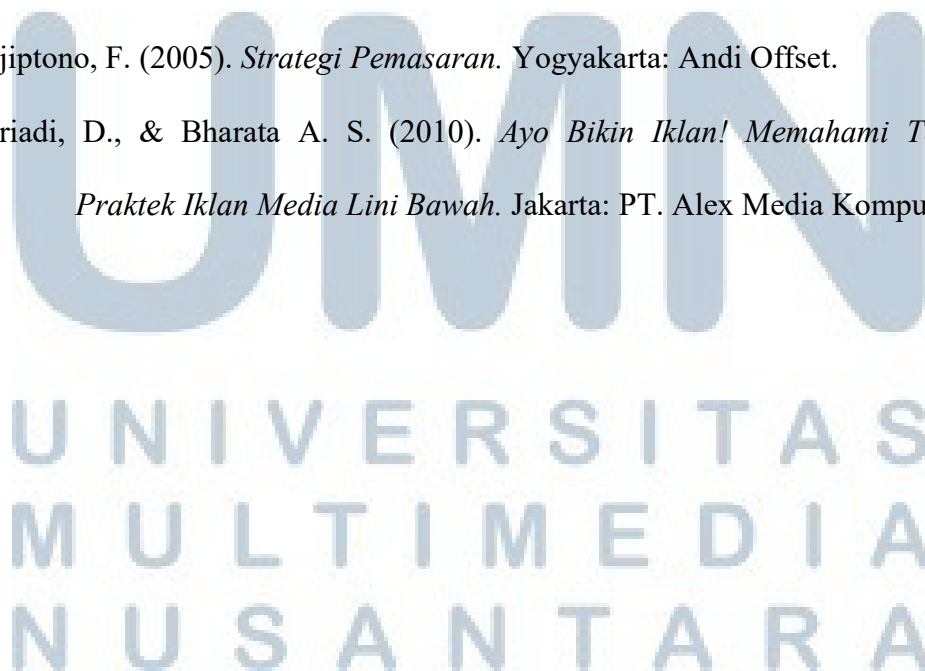 jiptono, F. (2005). Strategi Pemasaran. Yogyakarta: Andi Offset.
riadi, D., & Bharata A. S. (2010). Ayo Bikin Iklan! Memahami T
Praktek Iklan Media Lini Bawah. Jakarta: PT. Alex Media Kompu
UMN
UNIVERSITAS
MULTIMEDIA
NUSANTARA